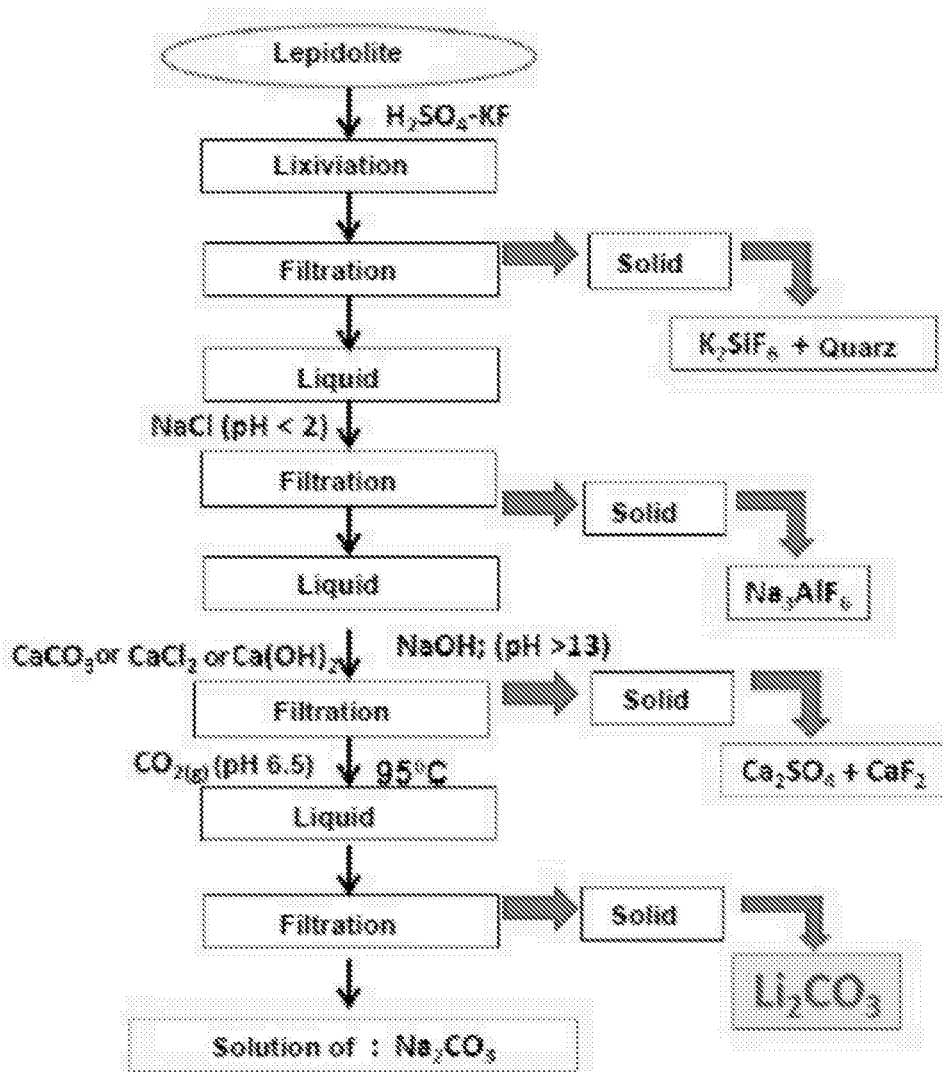 Lepidolite
H₂SO₄-KF
Lixiviation
Filtration
Solid
K₂SiF₆ + Quarz
Liquid
NaCl (pH < 2)
Filtration
Solid
Liquid
Na₃AlF₆
CaCO₃ or CaCl₂ or Ca(OH)₂
NaOH; (pH >13)
Filtration
Solid
CO₂(g) (pH 6.5)
95°C
Ca₂SO₄ + CaF₂
Liquid
Filtration
Solid
Li₂CO₃
Solution of : Na₂CO₃